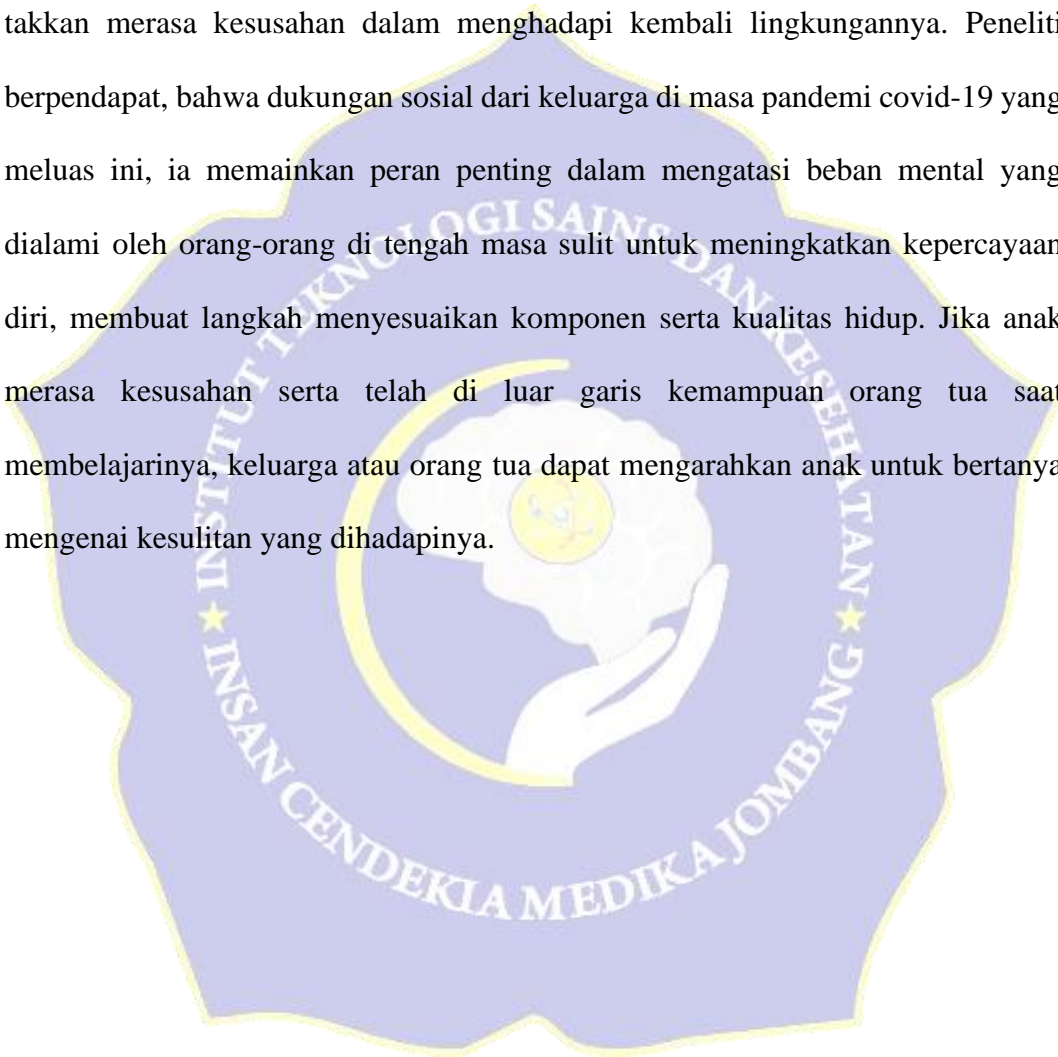 takkan merasa kesusahan dalam menghadapi kembali lingkungannya. Peneliti
berpendapat, bahwa dukungan sosial dari keluarga di masa pandemi covid-19 yang
meluas ini, ia memainkan peran penting dalam mengatasi beban mental yang
dialami oleh orang-orang di tengah masa sulit untuk meningkatkan kepercayaan
diri, membuat langkah menyesuaikan komponen serta kualitas hidup. Jika anak
merasa kesusahan serta telah di luar garis kemampuan orang tua saat
membelajarinya, keluarga atau orang tua dapat mengarahkan anak untuk bertanya
mengenai kesulitan yang dihadapinya.
INSTITUT TEKNOLOGI SAINS DAN KESEHATAN
INSAN CENDEKIA MEDIKA JOMBANG